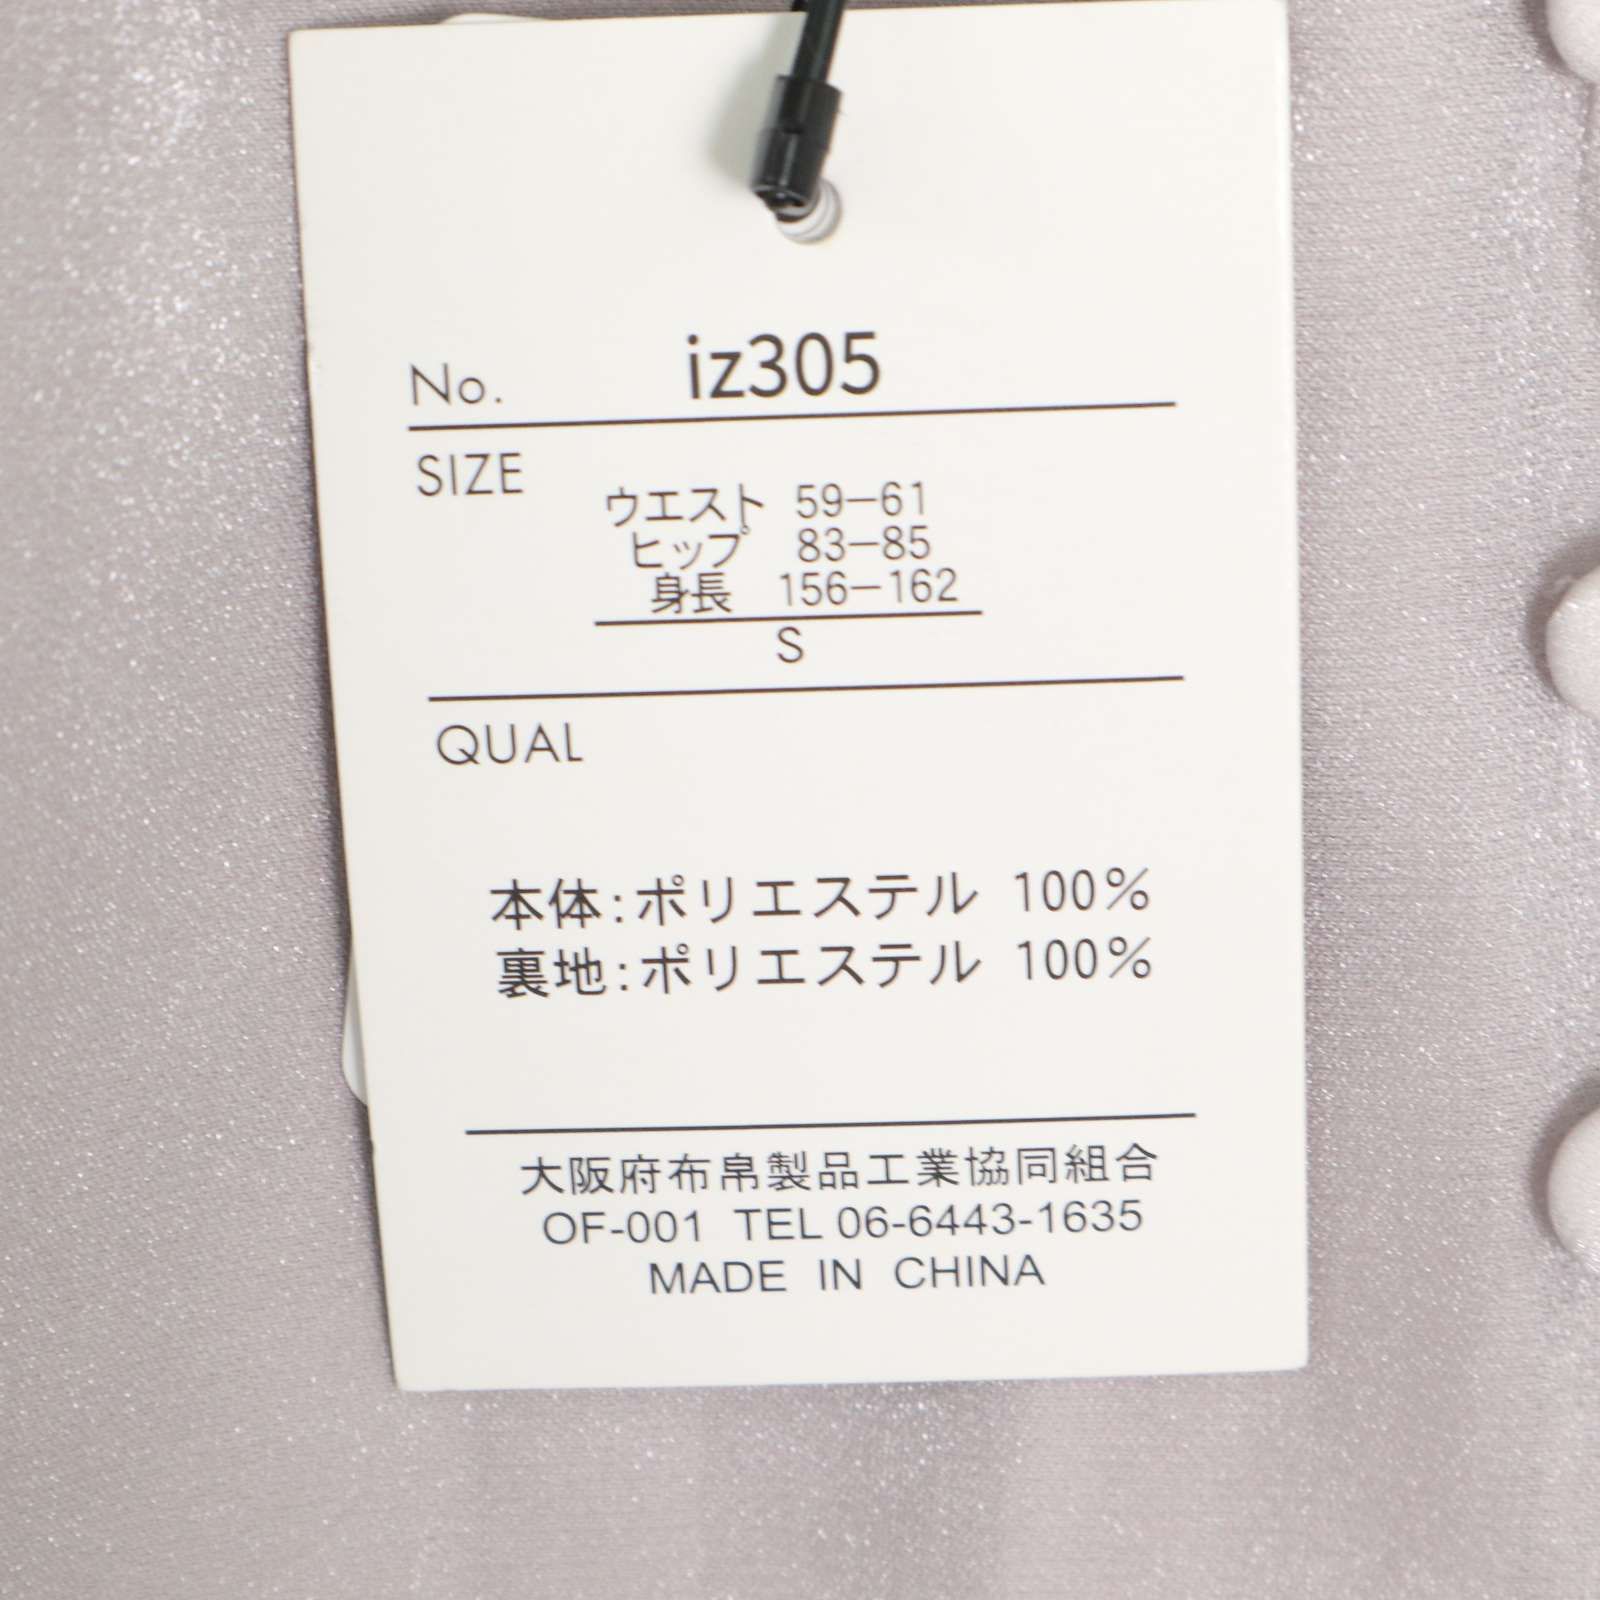 No. iz305
SIZE
ウエスト 59-61
ヒップ 83-85
身長 156-162
S
QUAL
本体:ポリエステル 100%
裏地:ポリエステル 100%
大阪府布帛製品工業協同組合
OF-001 TEL 06-6443-1635
MADE IN CHINA